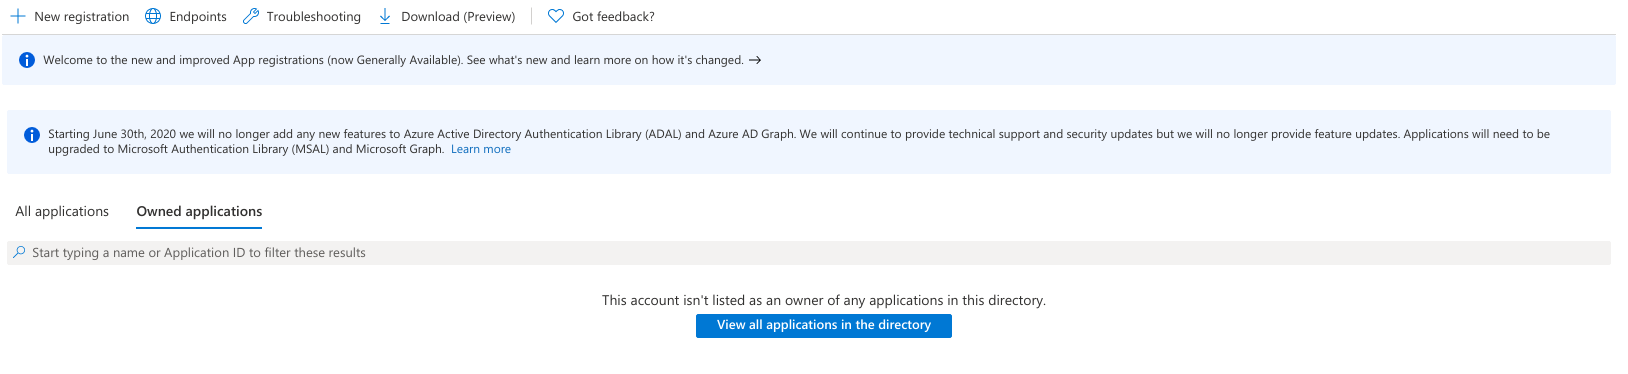 New registration Endpoints Troubleshooting Download (Preview) Got feedback?
Welcome to the new and improved App registrations (now Generally Available). See what's new and learn more on how it's changed. →
Starting June 30th, 2020 we will no longer add any new features to Azure Active Directory Authentication Library (ADAL) and Azure AD Graph. We will continue to provide technical support and security updates but we will no longer provide feature updates. Applications will need to be
upgraded to Microsoft Authentication Library (MSAL) and Microsoft Graph. Learn more
All applications Owned applications
Start typing a name or Application ID to filter these results
This account isn't listed as an owner of any applications in this directory.
View all applications in the directory